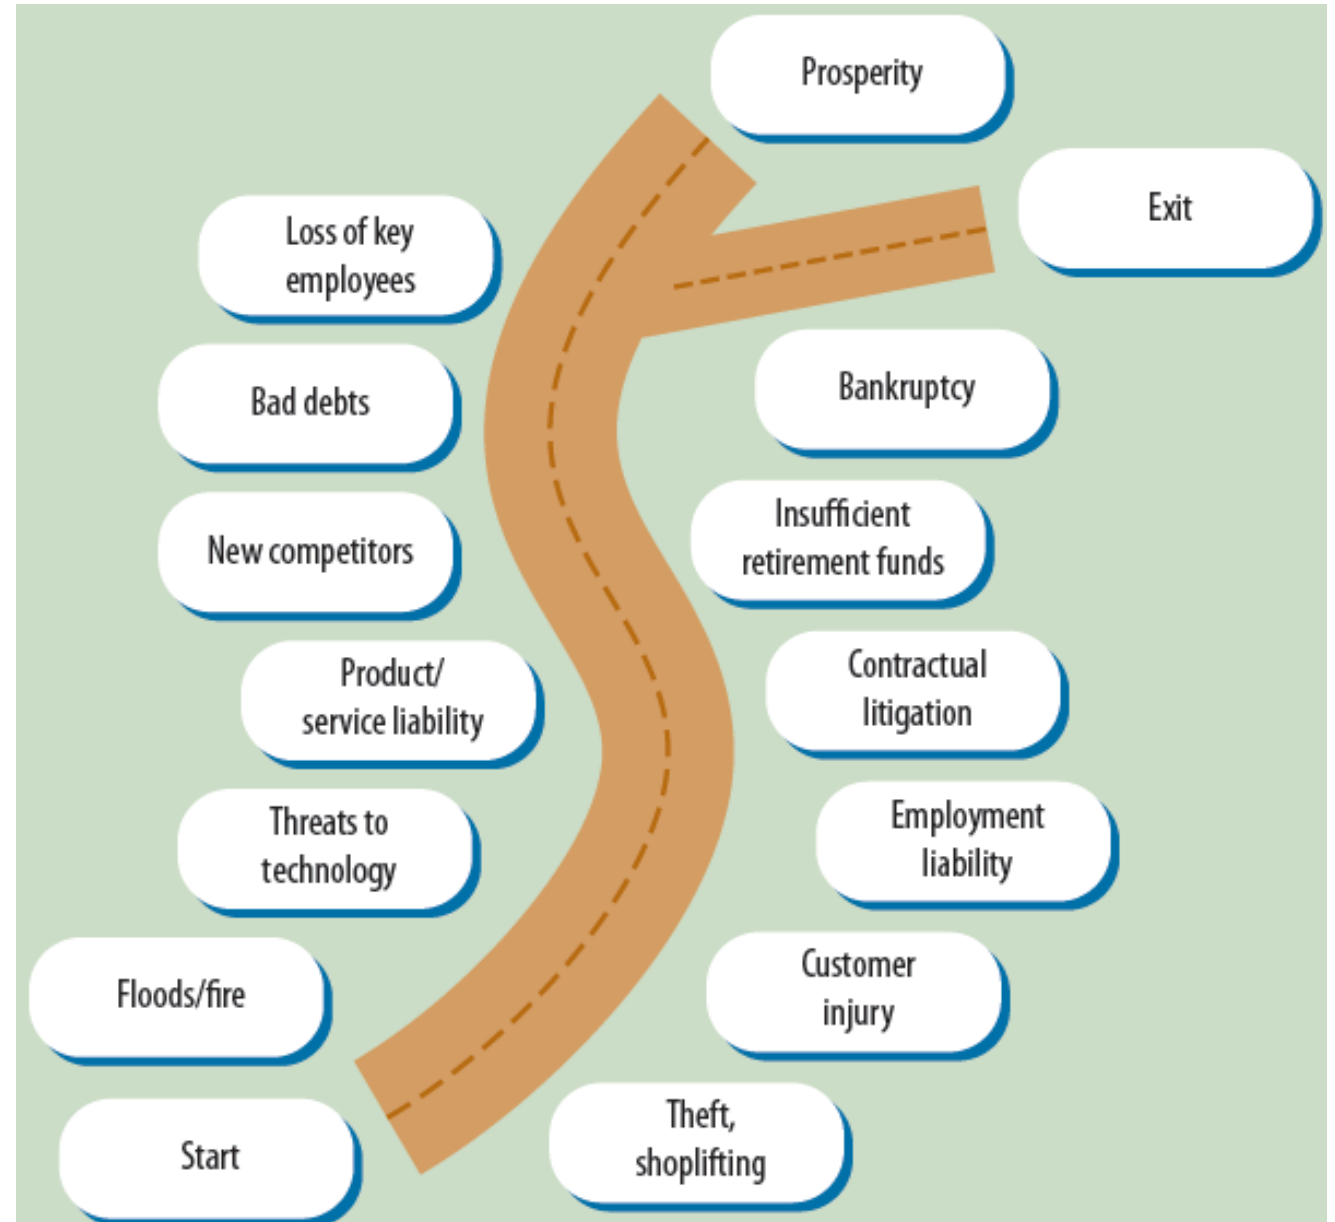 Prosperity
Exit
Loss of key
employees
Bankruptcy
Bad debts
Insufficient
retirement funds
New competitors
Contractual
litigation
Product/
service liability
Employment
liability
Threats to
technology
Customer
injury
Floods/fire
Theft,
shoplifting
Start